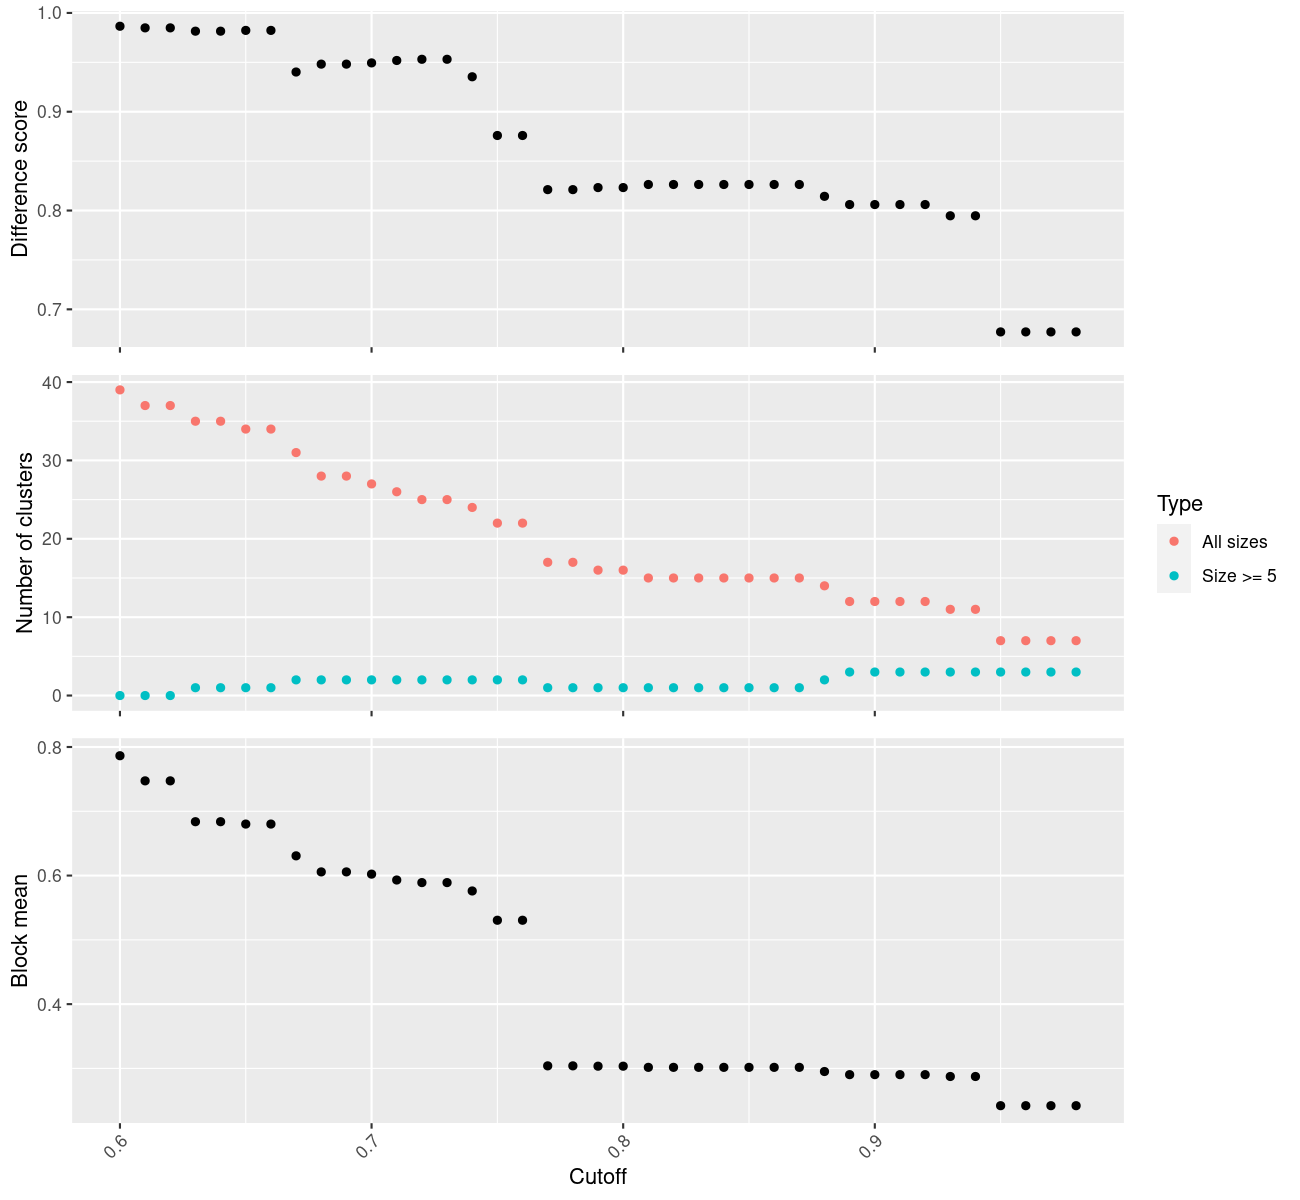 1.0
0.9
0.8
0.7
Difference score
40
30
20
10
0
Number of clusters
Type
All sizes
Size >= 5
0.8
0.6
0.4
Block mean
0.6
0.7
0.8
0.9
Cutoff